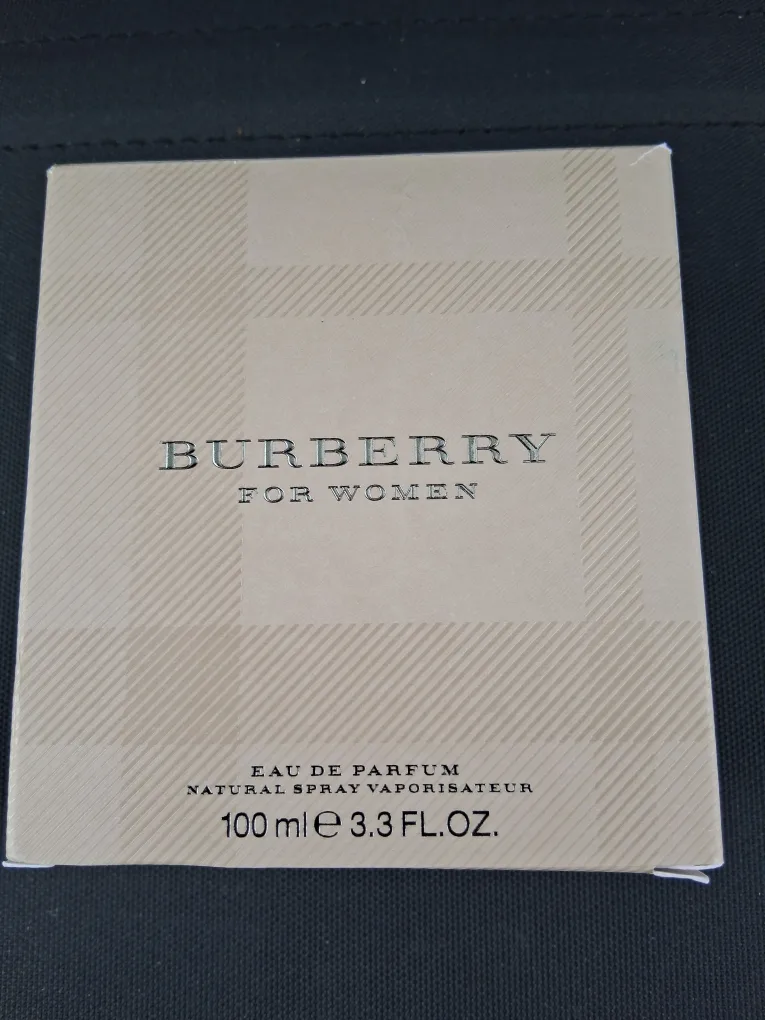 BURBERRY
FOR WOMEN
EAU DE PARFUM
NATURAL SPRAY VAPORISATEUR
100 ml ℮ 3.3 FL.OZ.